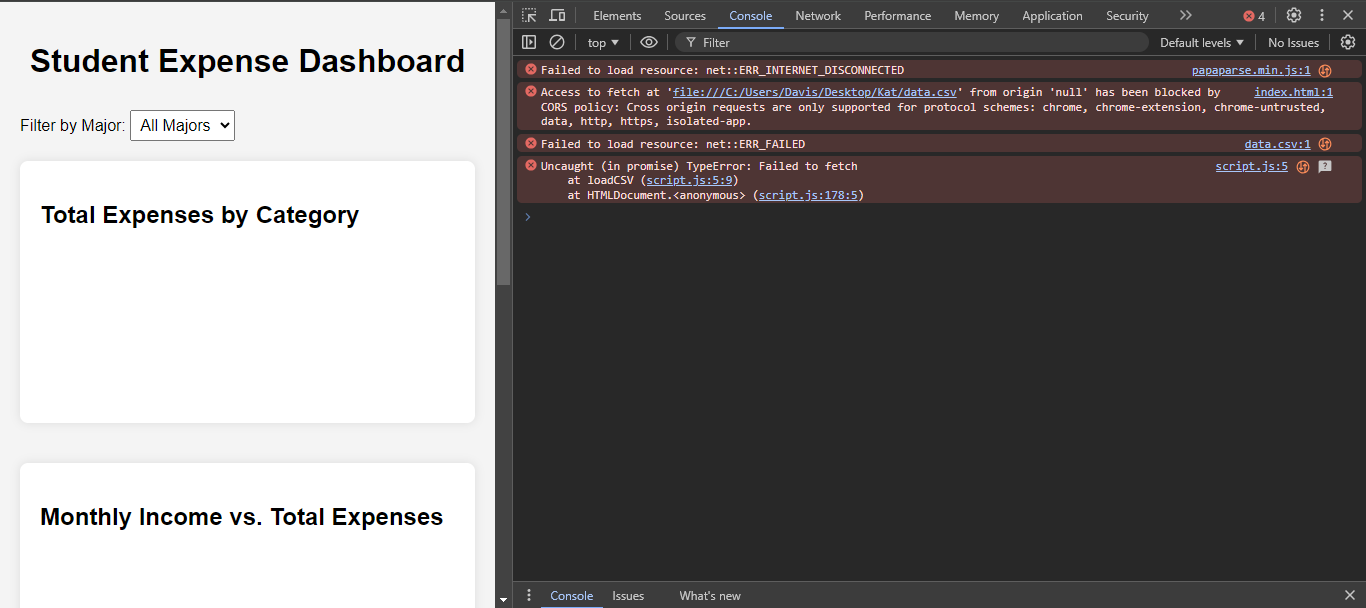 Student Expense Dashboard
Filter by Major: All Majors
Total Expenses by Category
Monthly Income vs. Total Expenses
Elements Sources Console Network Performance Memory Application Security 4
top Filter Default levels No Issues
Failed to load resource: net::ERR_INTERNET_DISCONNECTED papaparse.min.js:1
Access to fetch at 'file:///C:/Users/Davis/Desktop/Kat/data.csv' from origin 'null' has been blocked by index.html:1
CORS policy: Cross origin requests are only supported for protocol schemes: chrome, chrome-extension, chrome-untrusted,
data, http, https, isolated-app.
Failed to load resource: net::ERR_FAILED data.csv:1
Uncaught (in promise) TypeError: Failed to fetch script.js:5
at loadCSV (script.js:5:9)
at HTMLDocument.<anonymous> (script.js:178:5)
Console Issues What's new